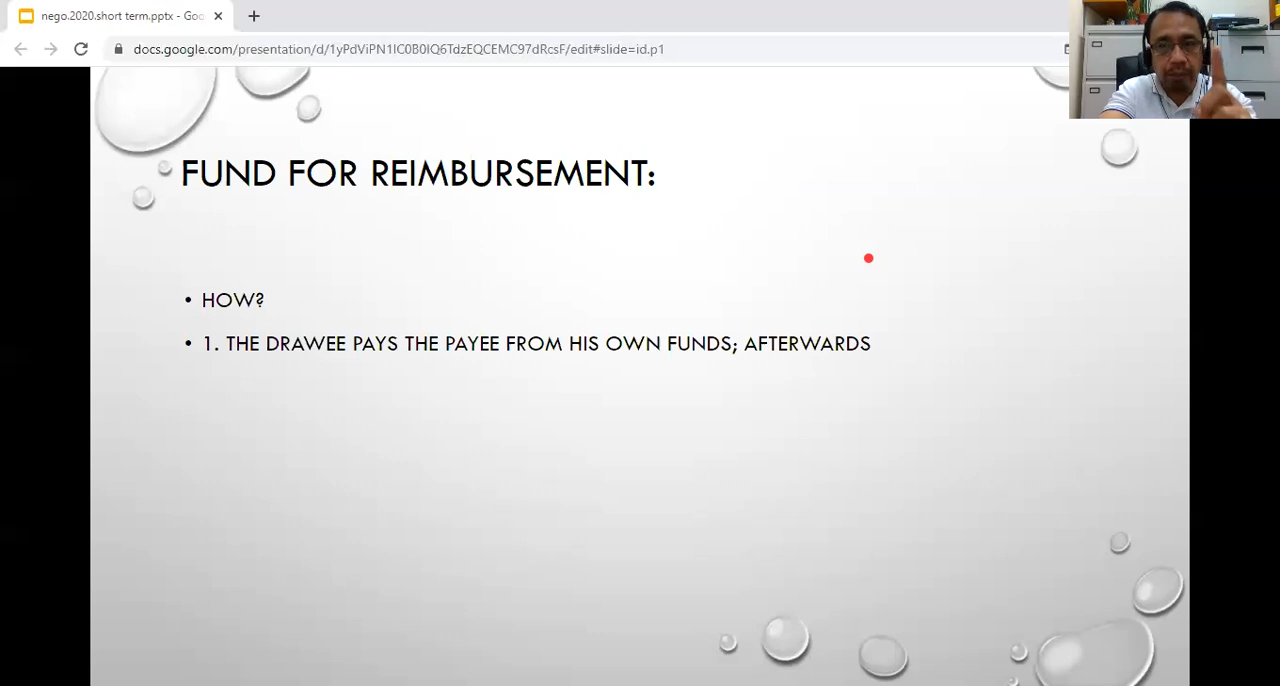 nego.2020.short term.pptx - Goo
docs.google.com/presentation/d/1yPdViPN1IC0B0IQ6TdzEQCEMC97dRcsF/edit#slide=id.p1
FUND FOR REIMBURSEMENT:
• HOW?
• 1. THE DRAWEE PAYS THE PAYEE FROM HIS OWN FUNDS; AFTERWARDS